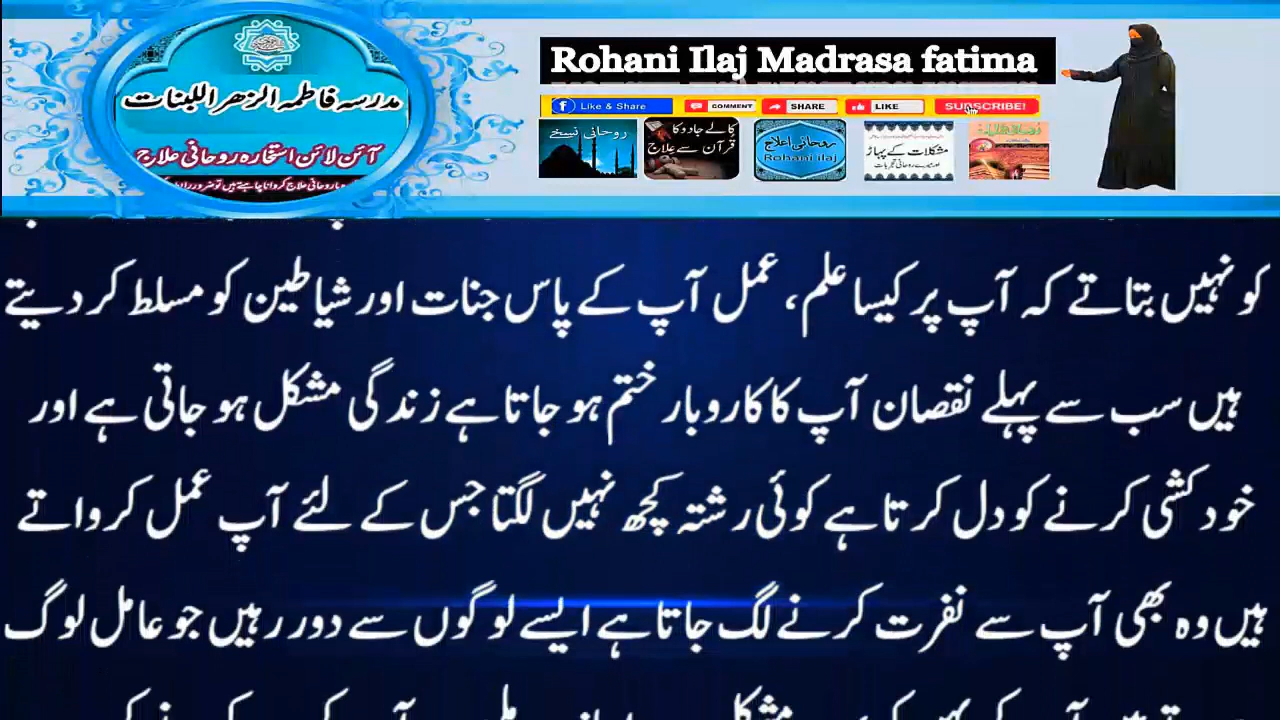 مدرسہ فاطمہ الزھرا للبنات
آن لائن استخارہ روحانی علاج
Rohani Ilaj Madrasa fatima
Like & Share
COMMENT
SHARE
LIKE
SUBSCRIBE!
روحانی نسخ
کالے جادو کا
قرآن سے علاج
روحانی علاج
Rohani ilaj
مشکلات کے پہاڑ
کو نہیں بتاتے کہ آپ پر کیسا علم، عمل آپ کے پاس جنات اور شیاطین کو مسلط کر دیتے
ہیں سب سے پہلے نقصان آپ کا کاروبار ختم ہو جاتا ہے زندگی مشکل ہو جاتی ہے اور
خود کشی کرنے کو دل کرتا ہے کوئی رشتہ کچھ نہیں لگتا جس کے لئے آپ عمل کرواتے
ہیں وہ بھی آپ سے نفرت کرنے لگ جاتا ہے ایسے لوگوں سے دور رہیں جو عامل لوگ